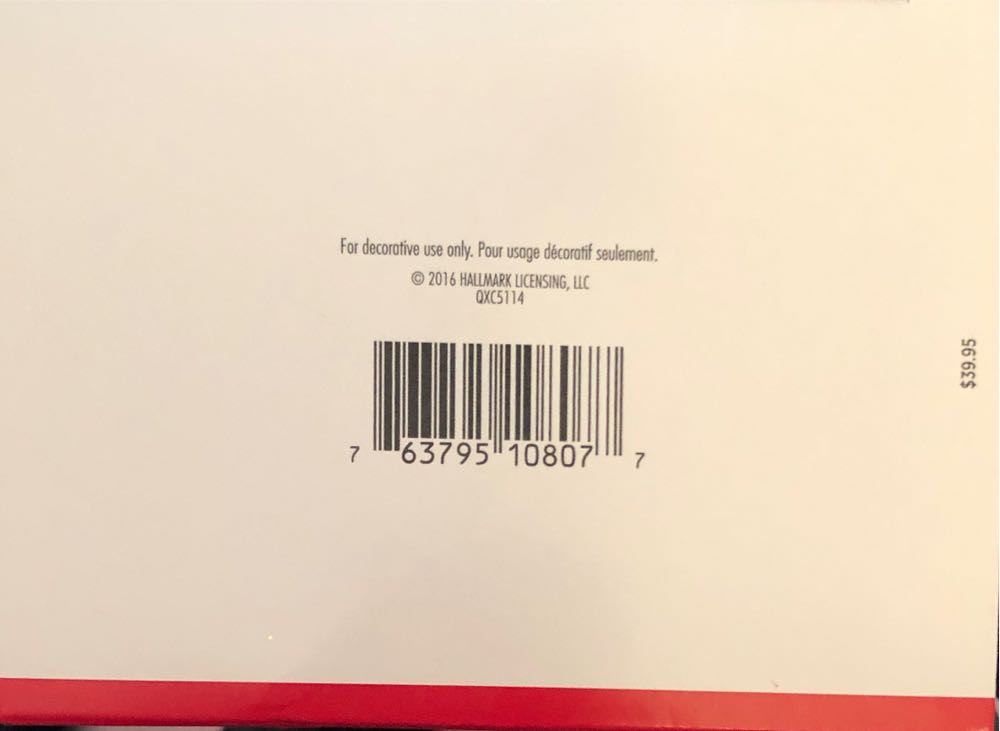 For decorative use only. Pour usage décoratif seulement.
© 2016 HALLMARK LICENSING, LLC
QXC5114
7 63795 10807 7
$39.95